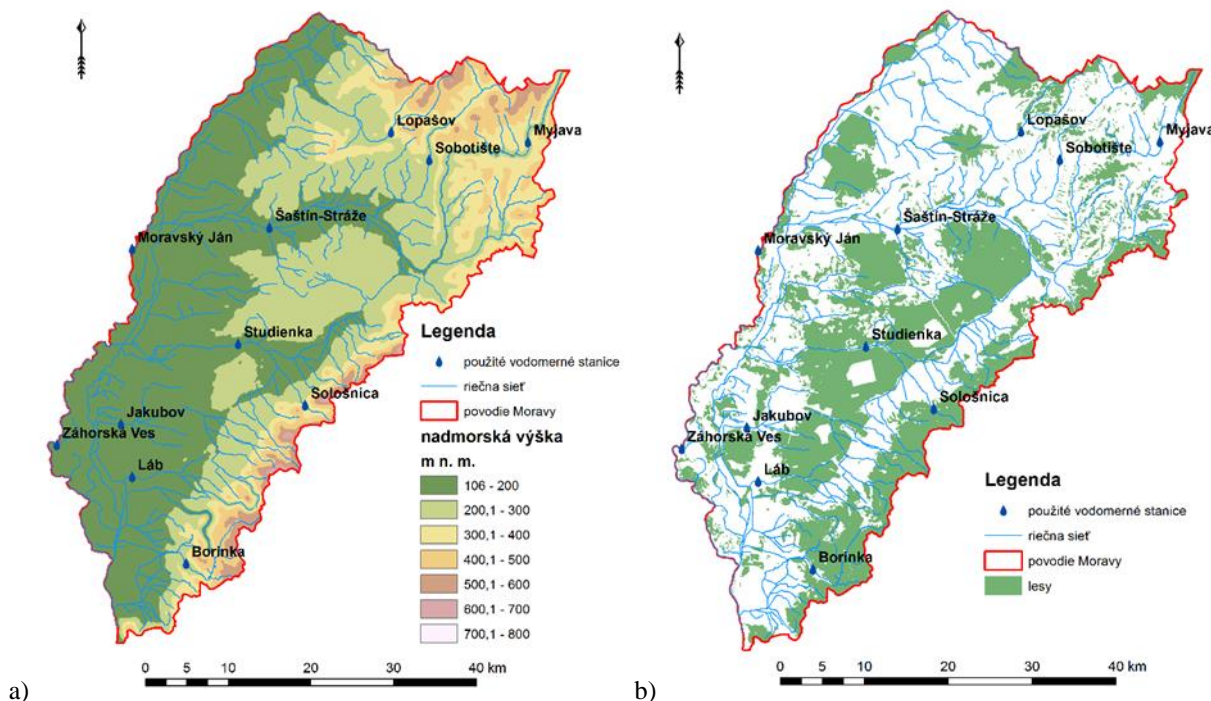 Lopašov
Myjava
Sobotište
Šaštín-Stráže
Moravský Ján
Studienka
Legenda
použité vodomerné stanice
riečna sieť
povodie Moravy
Sološnica
Jakubov
Záhorská Ves
nadmorská výška
m n. m.
Láb
106 - 200
200,1 - 300
300,1 - 400
400,1 - 500
Borinka
500,1 - 600
600,1 - 700
700,1 - 800
0 5 10 20 30 40 km
a)
Lopašov
Myjava
Sobotište
Šaštín-Stráže
Moravský Ján
Studienka
Sološnica
Jakubov
Záhorská Ves
Láb
Legenda
použité vodomerné stanice
riečna sieť
povodie Moravy
Borinka
lesy
0 5 10 20 30 40 km
b)